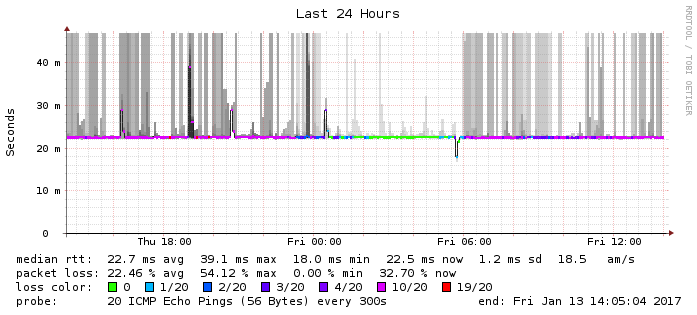 Last 24 Hours
RRDTOOL / TOBI OETIKER
Seconds
40 m
30 m
20 m
10 m
0
Thu 18:00 Fri 00:00 Fri 06:00 Fri 12:00
median rtt: 22.7 ms avg 39.1 ms max 18.0 ms min 22.5 ms now 1.2 ms sd 18.5 am/s
packet loss: 22.46 % avg 54.12 % max 0.00 % min 32.70 % now
loss color: 0 1/20 2/20 3/20 4/20 10/20 19/20
probe: 20 ICMP Echo Pings (56 Bytes) every 300s end: Fri Jan 13 14:05:04 2017